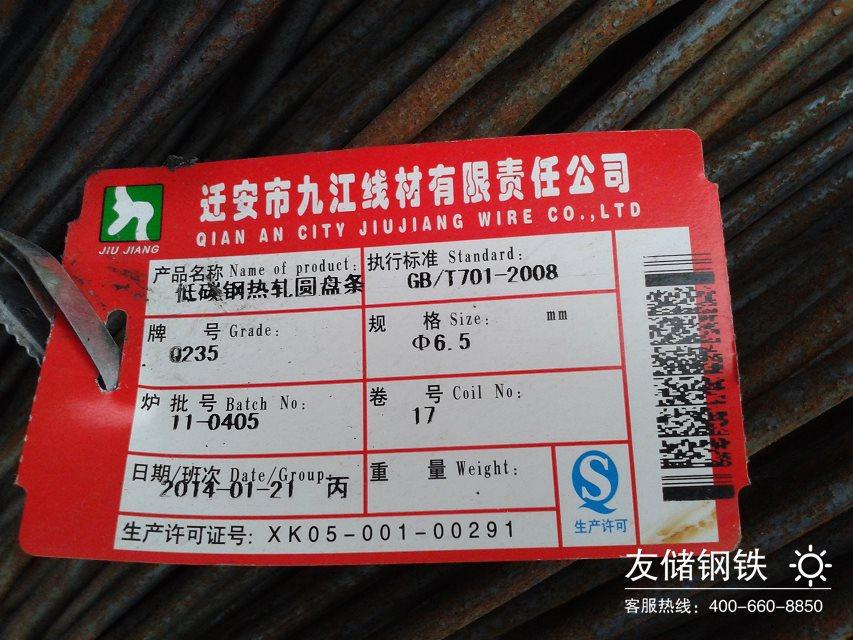 迁安市九江线材有限责任公司
QIAN AN CITY JIUJIANG WIRE CO.,LTD
JIU JIANG
产品名称 Name of product:
低碳钢热轧圆盘条
执行标准 Standard:
GB/T701-2008
牌 号 Grade:
Q235
规 格 Size: mm
Φ6.5
炉 批 号 Batch No:
11-0405
卷 号 Coil No:
17
日期/班次 Date/Group:
2014-01-21 丙
重 量 Weight:
生产许可证号: XK05-001-00291
生产许可
友储钢铁
客服热线：400-660-8850